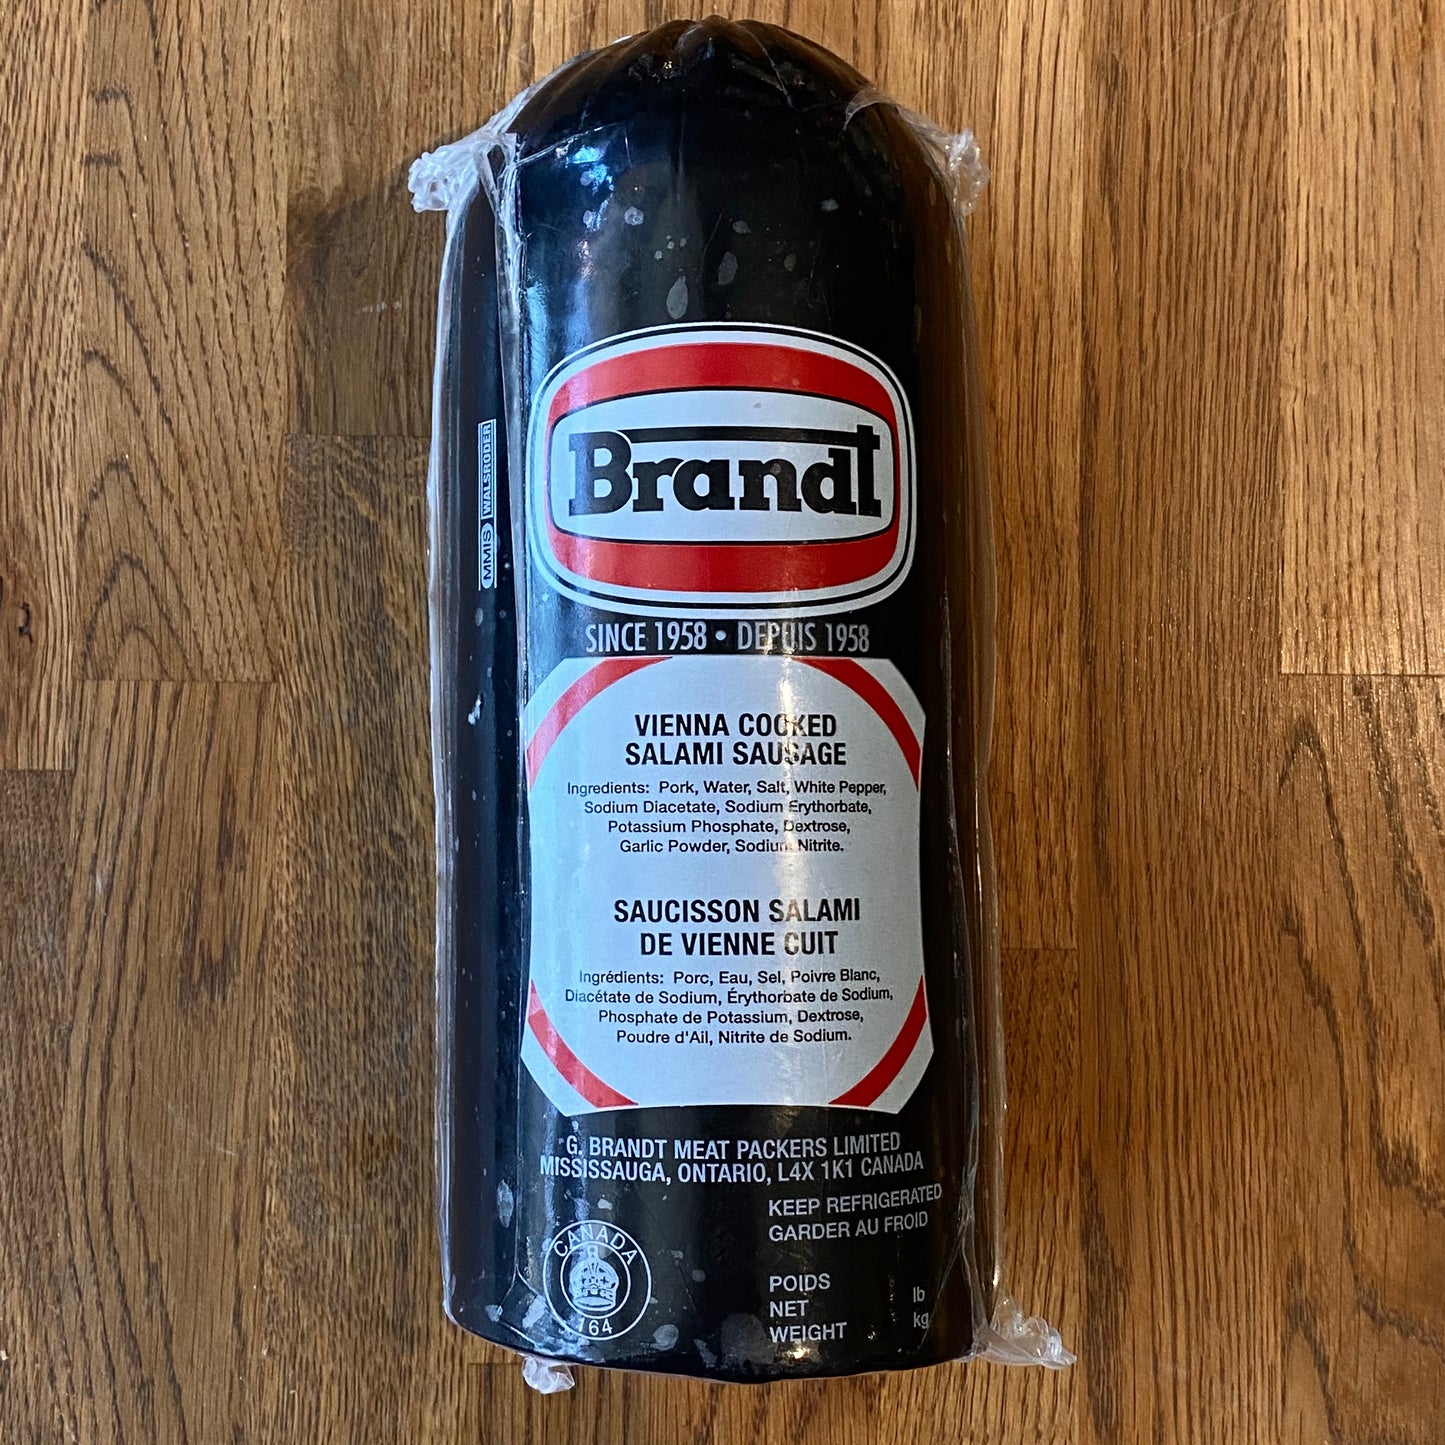 Brandt
SINCE 1958 • DEPUIS 1958
MMIS WALSRODER
VIENNA COOKED
SALAMI SAUSAGE
Ingredients: Pork, Water, Salt, White Pepper,
Sodium Diacetate, Sodium Erythorbate,
Potassium Phosphate, Dextrose,
Garlic Powder, Sodium Nitrite.
SAUCISSON SALAMI
DE VIENNE CUIT
Ingrédients: Porc, Eau, Sel, Poivre Blanc,
Diacétate de Sodium, Érythorbate de Sodium,
Phosphate de Potassium, Dextrose,
Poudre d'Ail, Nitrite de Sodium.
G. BRANDT MEAT PACKERS LIMITED
MISSISSAUGA, ONTARIO, L4X 1K1 CANADA
KEEP REFRIGERATED
GARDER AU FROID
CANADA
164
POIDS
NET
WEIGHT
lb
kg